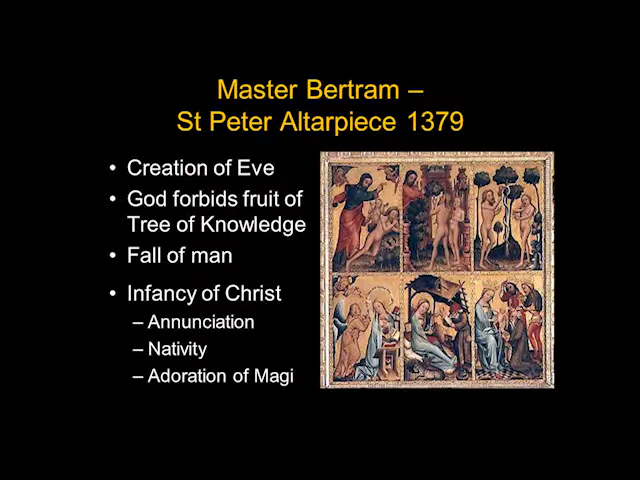 Master Bertram –
St Peter Altarpiece 1379
• Creation of Eve
• God forbids fruit of
Tree of Knowledge
• Fall of man
• Infancy of Christ
– Annunciation
– Nativity
– Adoration of Magi